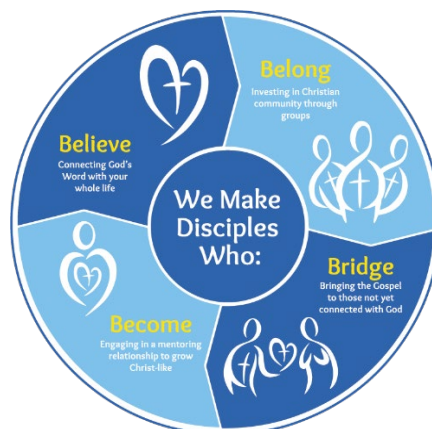 Believe
Connecting God's
Word with your
whole life
Belong
Investing in Christian
community through
groups
We Make
Disciples
Who:
Bridge
Bringing the Gospel
to those not yet
connected with God
Become
Engaging in a mentoring
relationship to grow
Christ-like